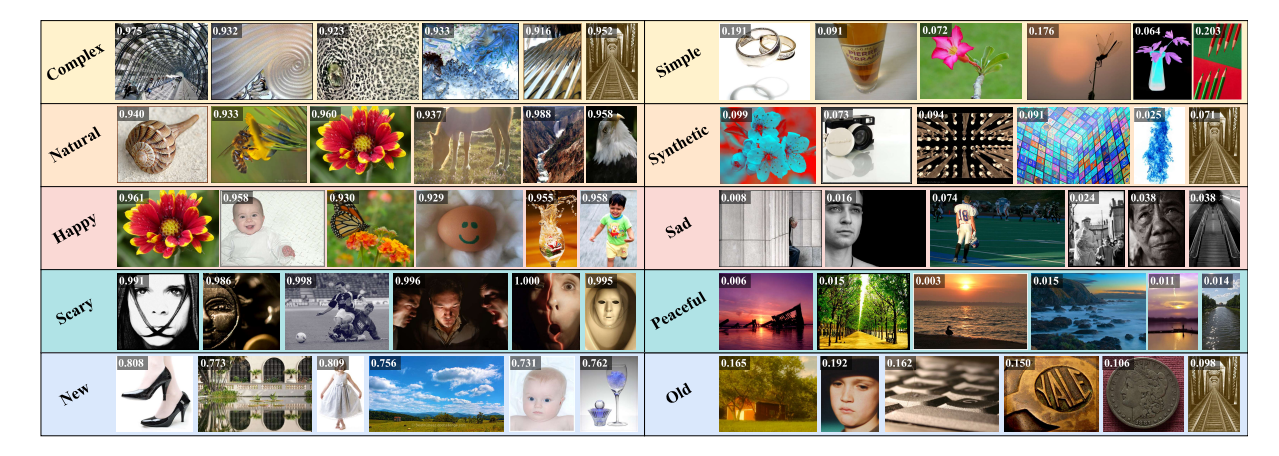 Complex 0.975 0.932 0.923 0.933 0.916 0.952
Simple 0.191 0.091 0.072 0.176 0.064 0.203
Natural 0.940 0.933 0.960 0.937 0.988 0.958
Synthetic 0.099 0.073 0.094 0.091 0.025 0.071
Happy 0.961 0.958 0.930 0.929 0.955 0.958
Sad 0.008 0.016 0.074 0.024 0.038 0.038
18
Scary 0.991 0.986 0.998 0.996 1.000 0.995
Peaceful 0.006 0.015 0.003 0.015 0.011 0.014
New 0.808 0.773 0.809 0.756 0.731 0.762
Old 0.165 0.192 0.162 0.150 0.106 0.098
YALE